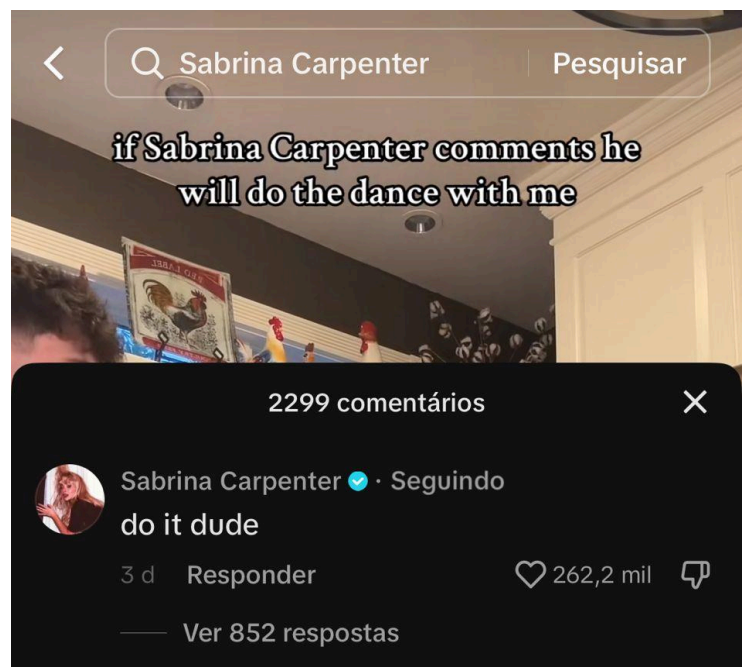 Sabrina Carpenter Pesquisar
if Sabrina Carpenter comments he
will do the dance with me
RED LABEL
2299 comentários
Sabrina Carpenter · Seguindo
do it dude
3 d Responder 262,2 mil
Ver 852 respostas